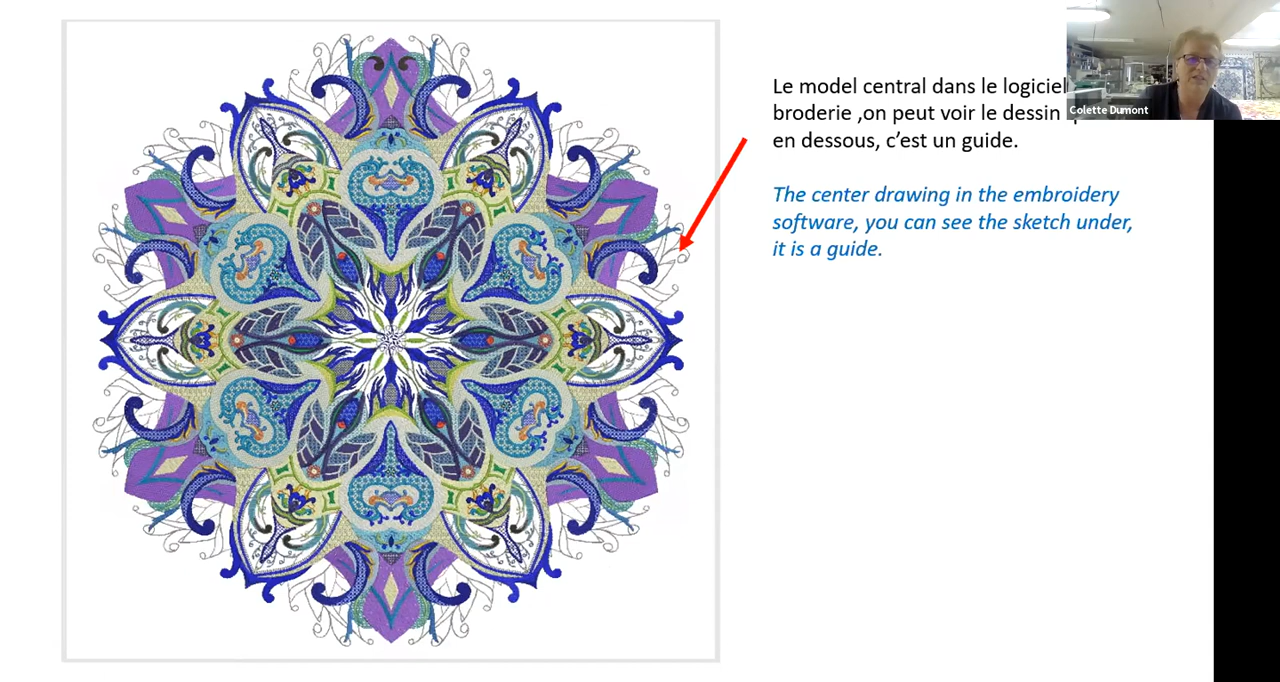 Le model central dans le logiciel
broderie ,on peut voir le dessin
en dessous, c’est un guide.
The center drawing in the embroidery
software, you can see the sketch under,
it is a guide.
Colette Dumont